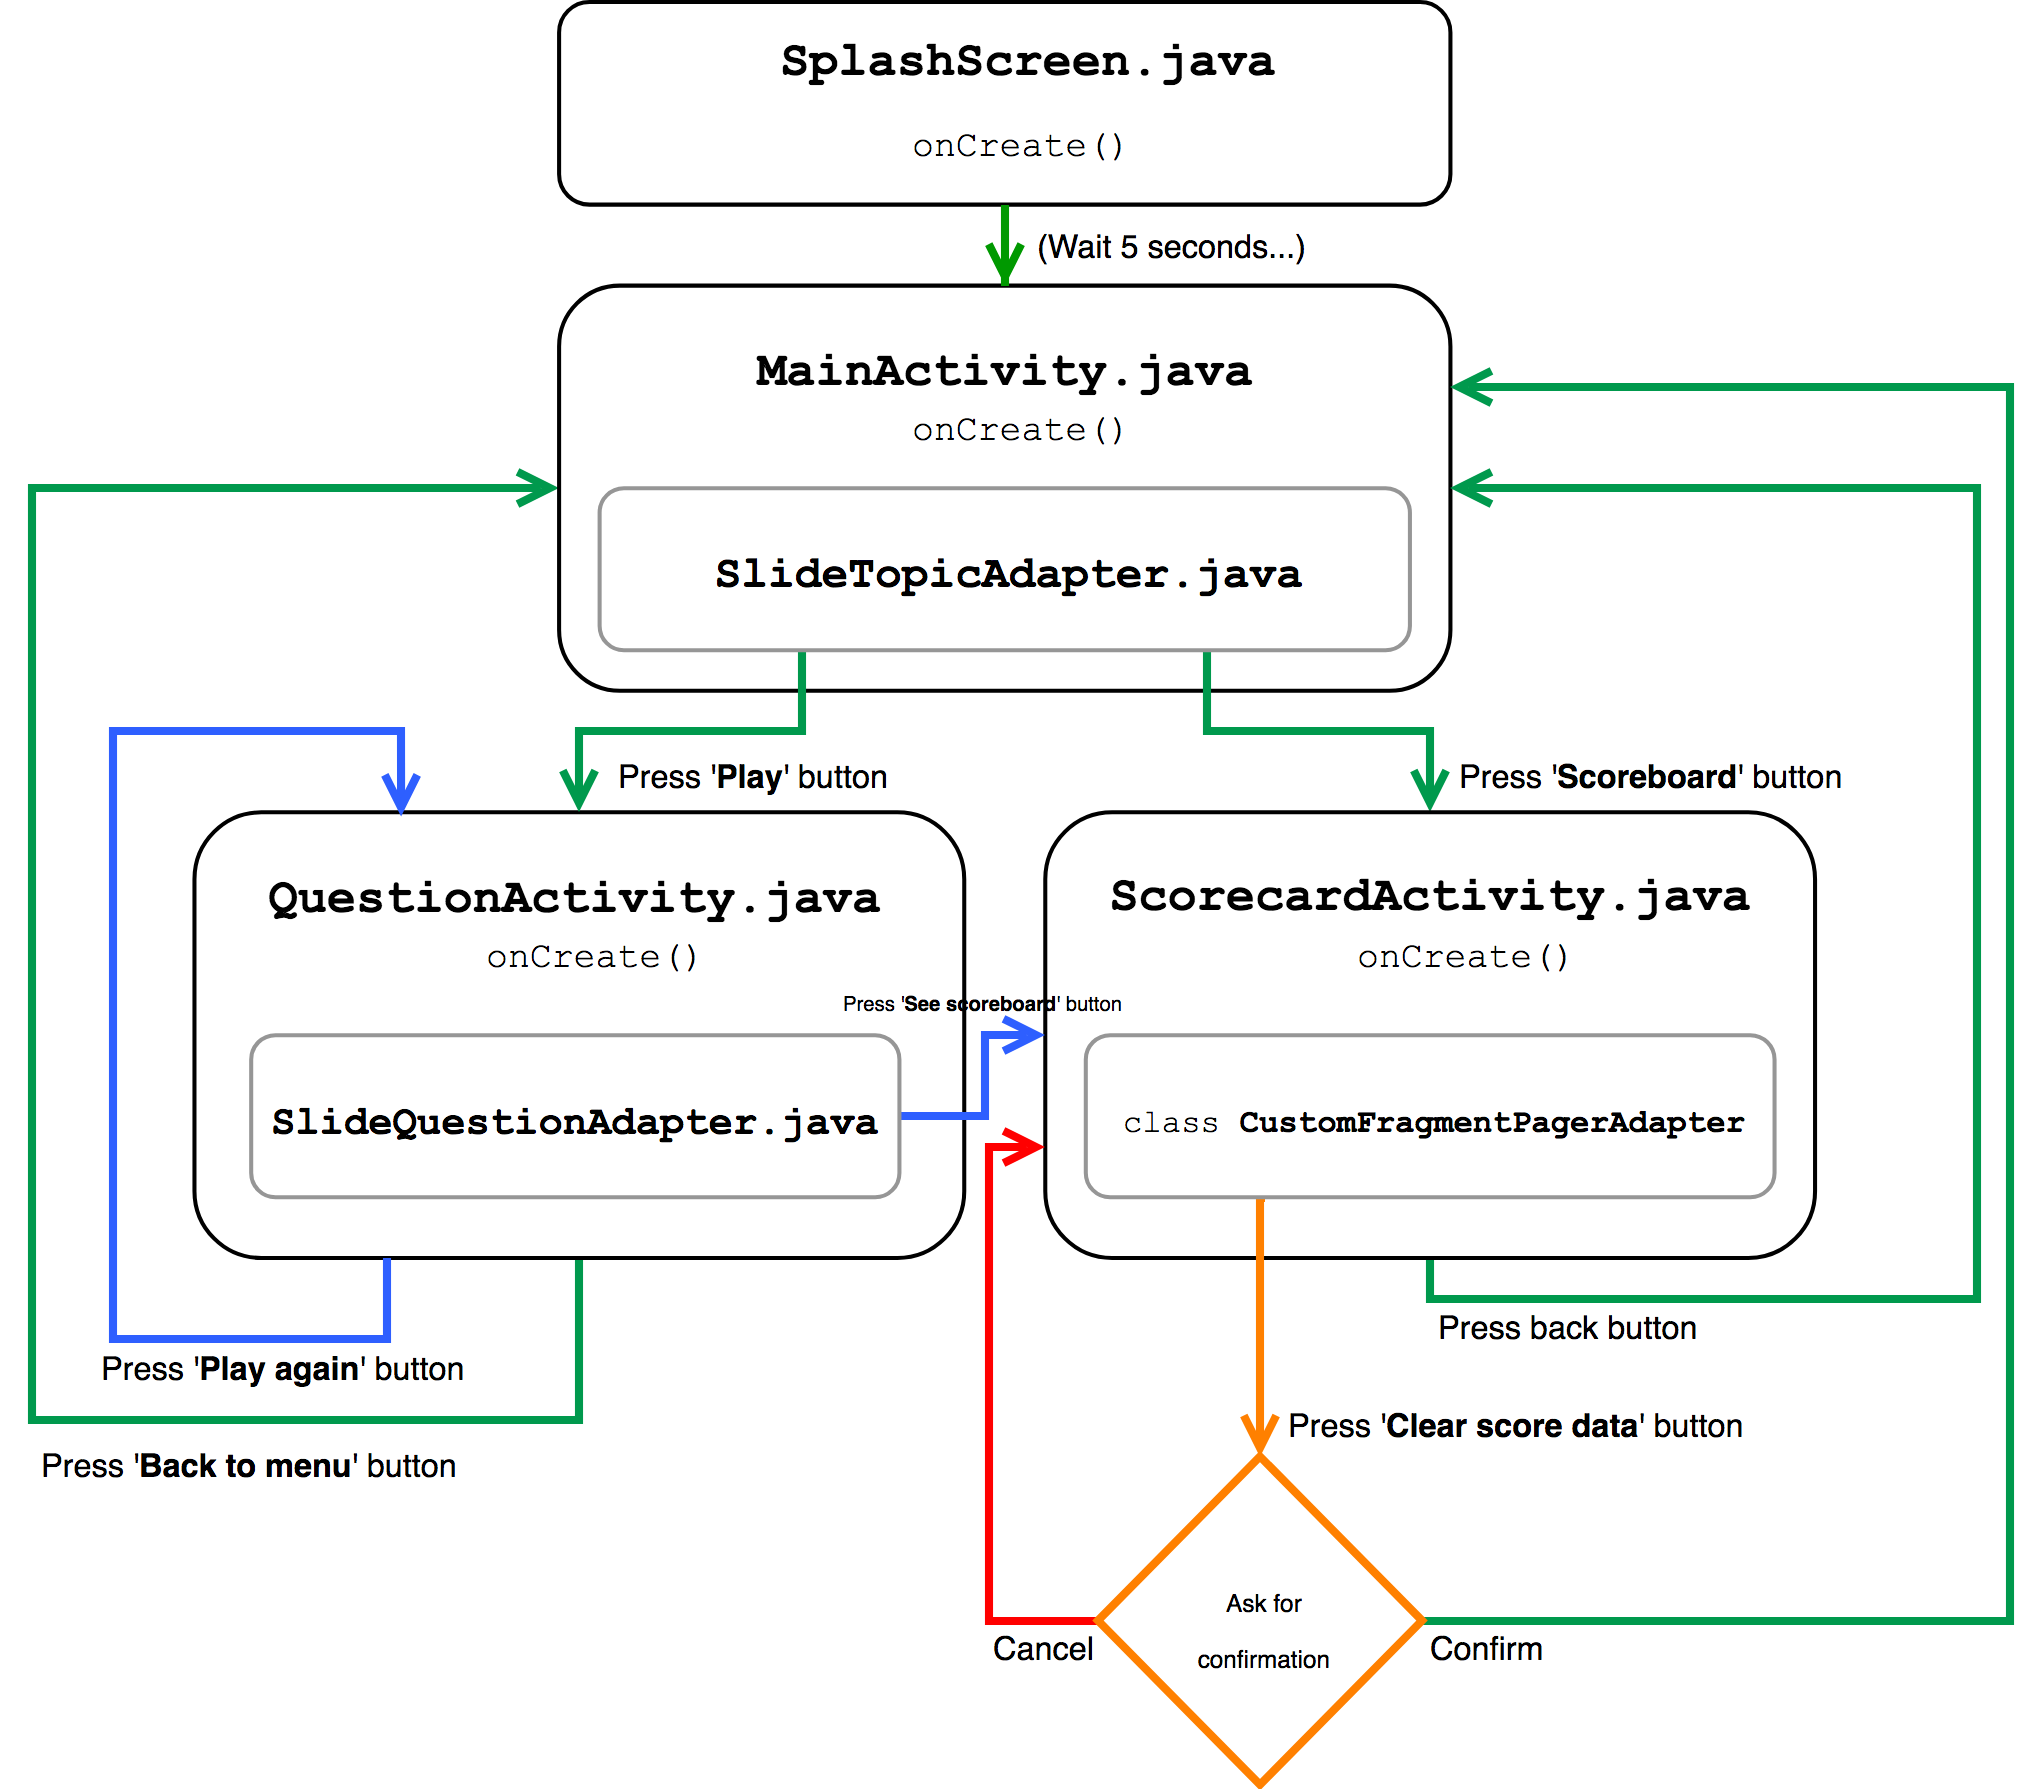 SplashScreen.java
onCreate()
(Wait 5 seconds...)
MainActivity.java
onCreate()
SlideTopicAdapter.java
Press 'Play' button
Press 'Scoreboard' button
QuestionActivity.java
onCreate()
ScorecardActivity.java
onCreate()
Press 'See scoreboard' button
SlideQuestionAdapter.java
class CustomFragmentPagerAdapter
Press back button
Press 'Play again' button
Press 'Clear score data' button
Press 'Back to menu' button
Ask for
confirmation
Cancel
Confirm